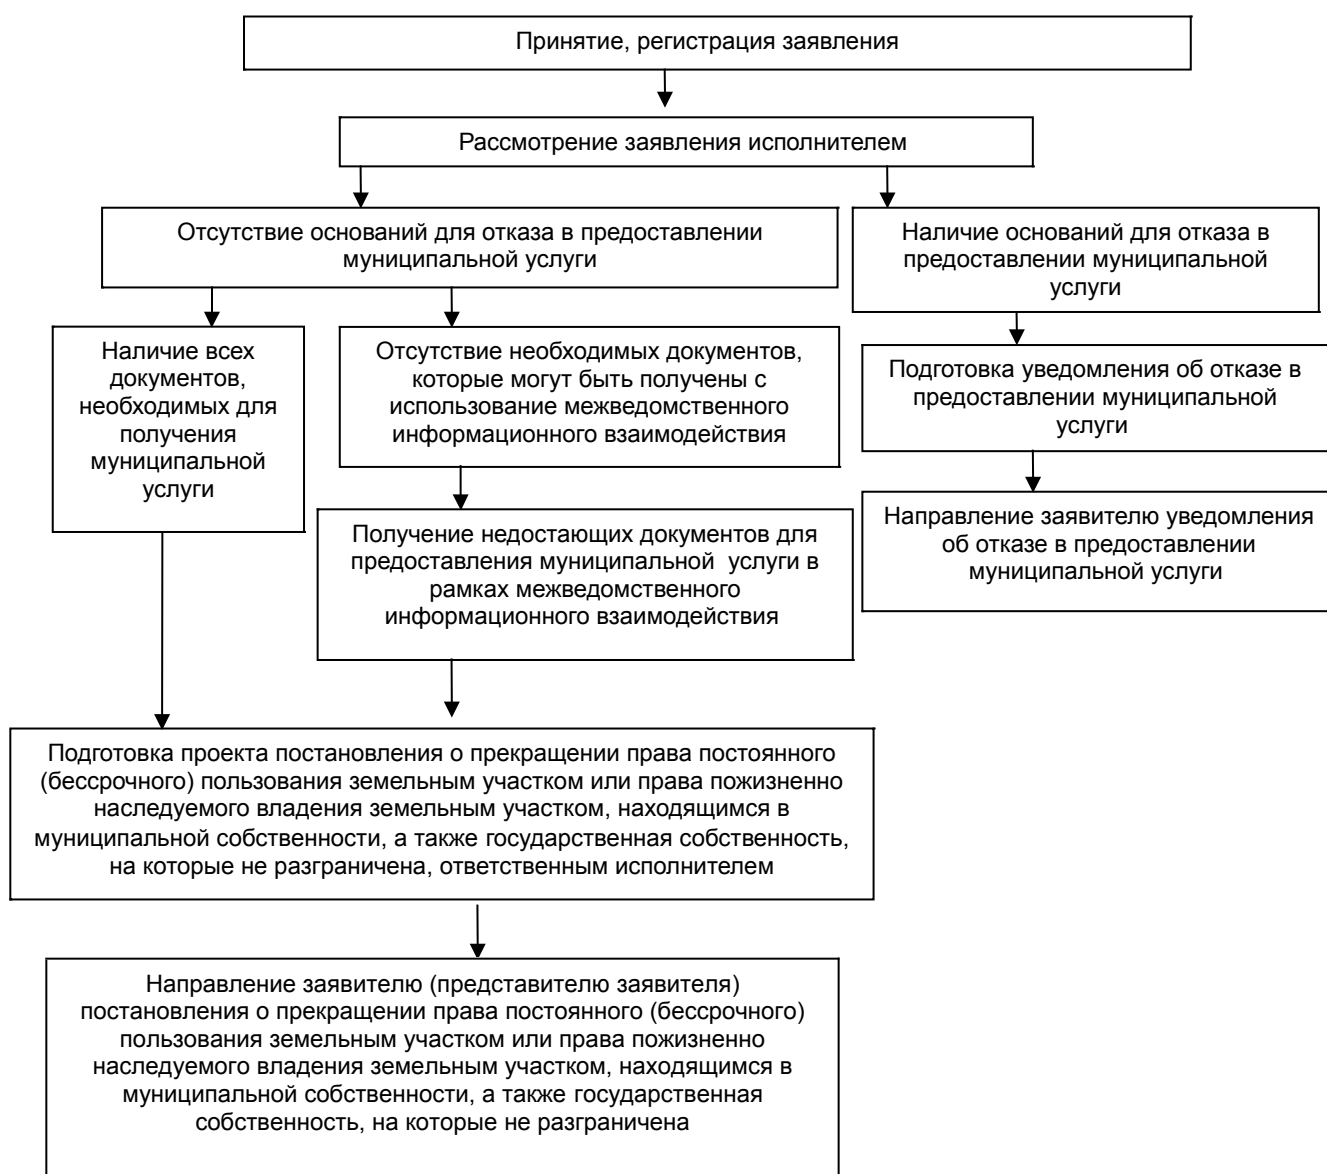 Принятие, регистрация заявления
Рассмотрение заявления исполнителем
Отсутствие оснований для отказа в предоставлении
муниципальной услуги
Наличие оснований для отказа в
предоставлении муниципальной
услуги
Наличие всех
документов,
необходимых для
получения
муниципальной
услуги
Отсутствие необходимых документов,
которые могут быть получены с
использование межведомственного
информационного взаимодействия
Подготовка уведомления об отказе в
предоставлении муниципальной
услуги
Получение недостающих документов для
предоставления муниципальной услуги в
рамках межведомственного
информационного взаимодействия
Направление заявителю уведомления
об отказе в предоставлении
муниципальной услуги
Подготовка проекта постановления о прекращении права постоянного
(бессрочного) пользования земельным участком или права пожизненно
наследуемого владения земельным участком, находящимся в
муниципальной собственности, а также государственная собственность,
на которые не разграничена, ответственным исполнителем
Направление заявителю (представителю заявителя)
постановления о прекращении права постоянного (бессрочного)
пользования земельным участком или права пожизненно
наследуемого владения земельным участком, находящимся в
муниципальной собственности, а также государственная
собственность, на которые не разграничена